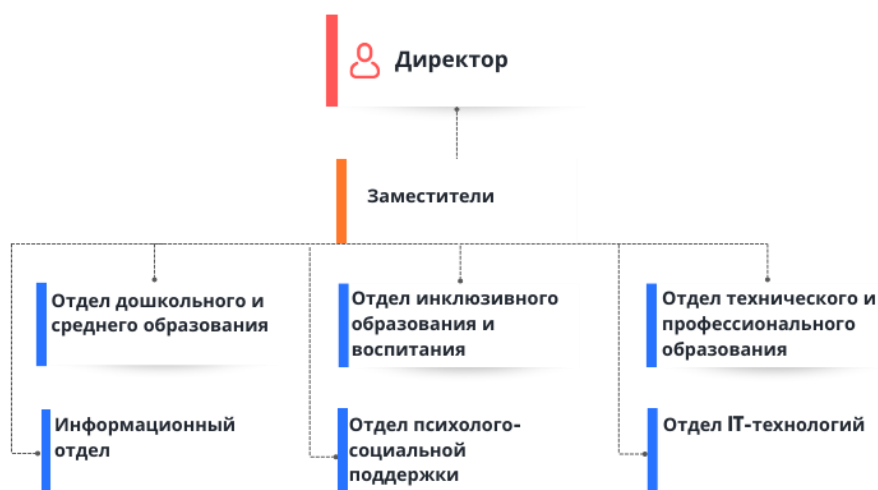 Директор
Заместители
Отдел дошкольного и
среднего образования
Отдел инклюзивного
образования и
воспитания
Отдел технического и
профессионального
образования
Информационный
отдел
Отдел психолого-
социальной
поддержки
Отдел IT-технологий